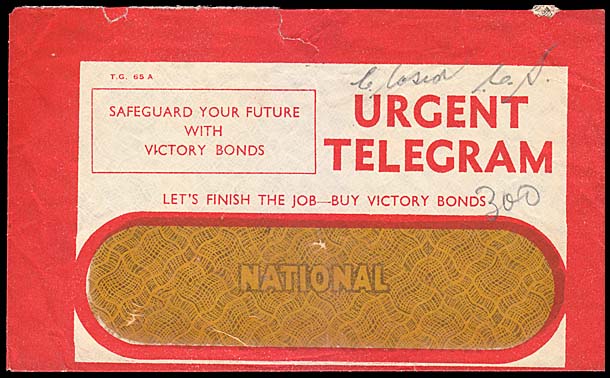 T.G. 65 A
SAFEGUARD YOUR FUTURE
WITH
VICTORY BONDS
URGENT
TELEGRAM
LET'S FINISH THE JOB—BUY VICTORY BONDS
300
NATIONAL